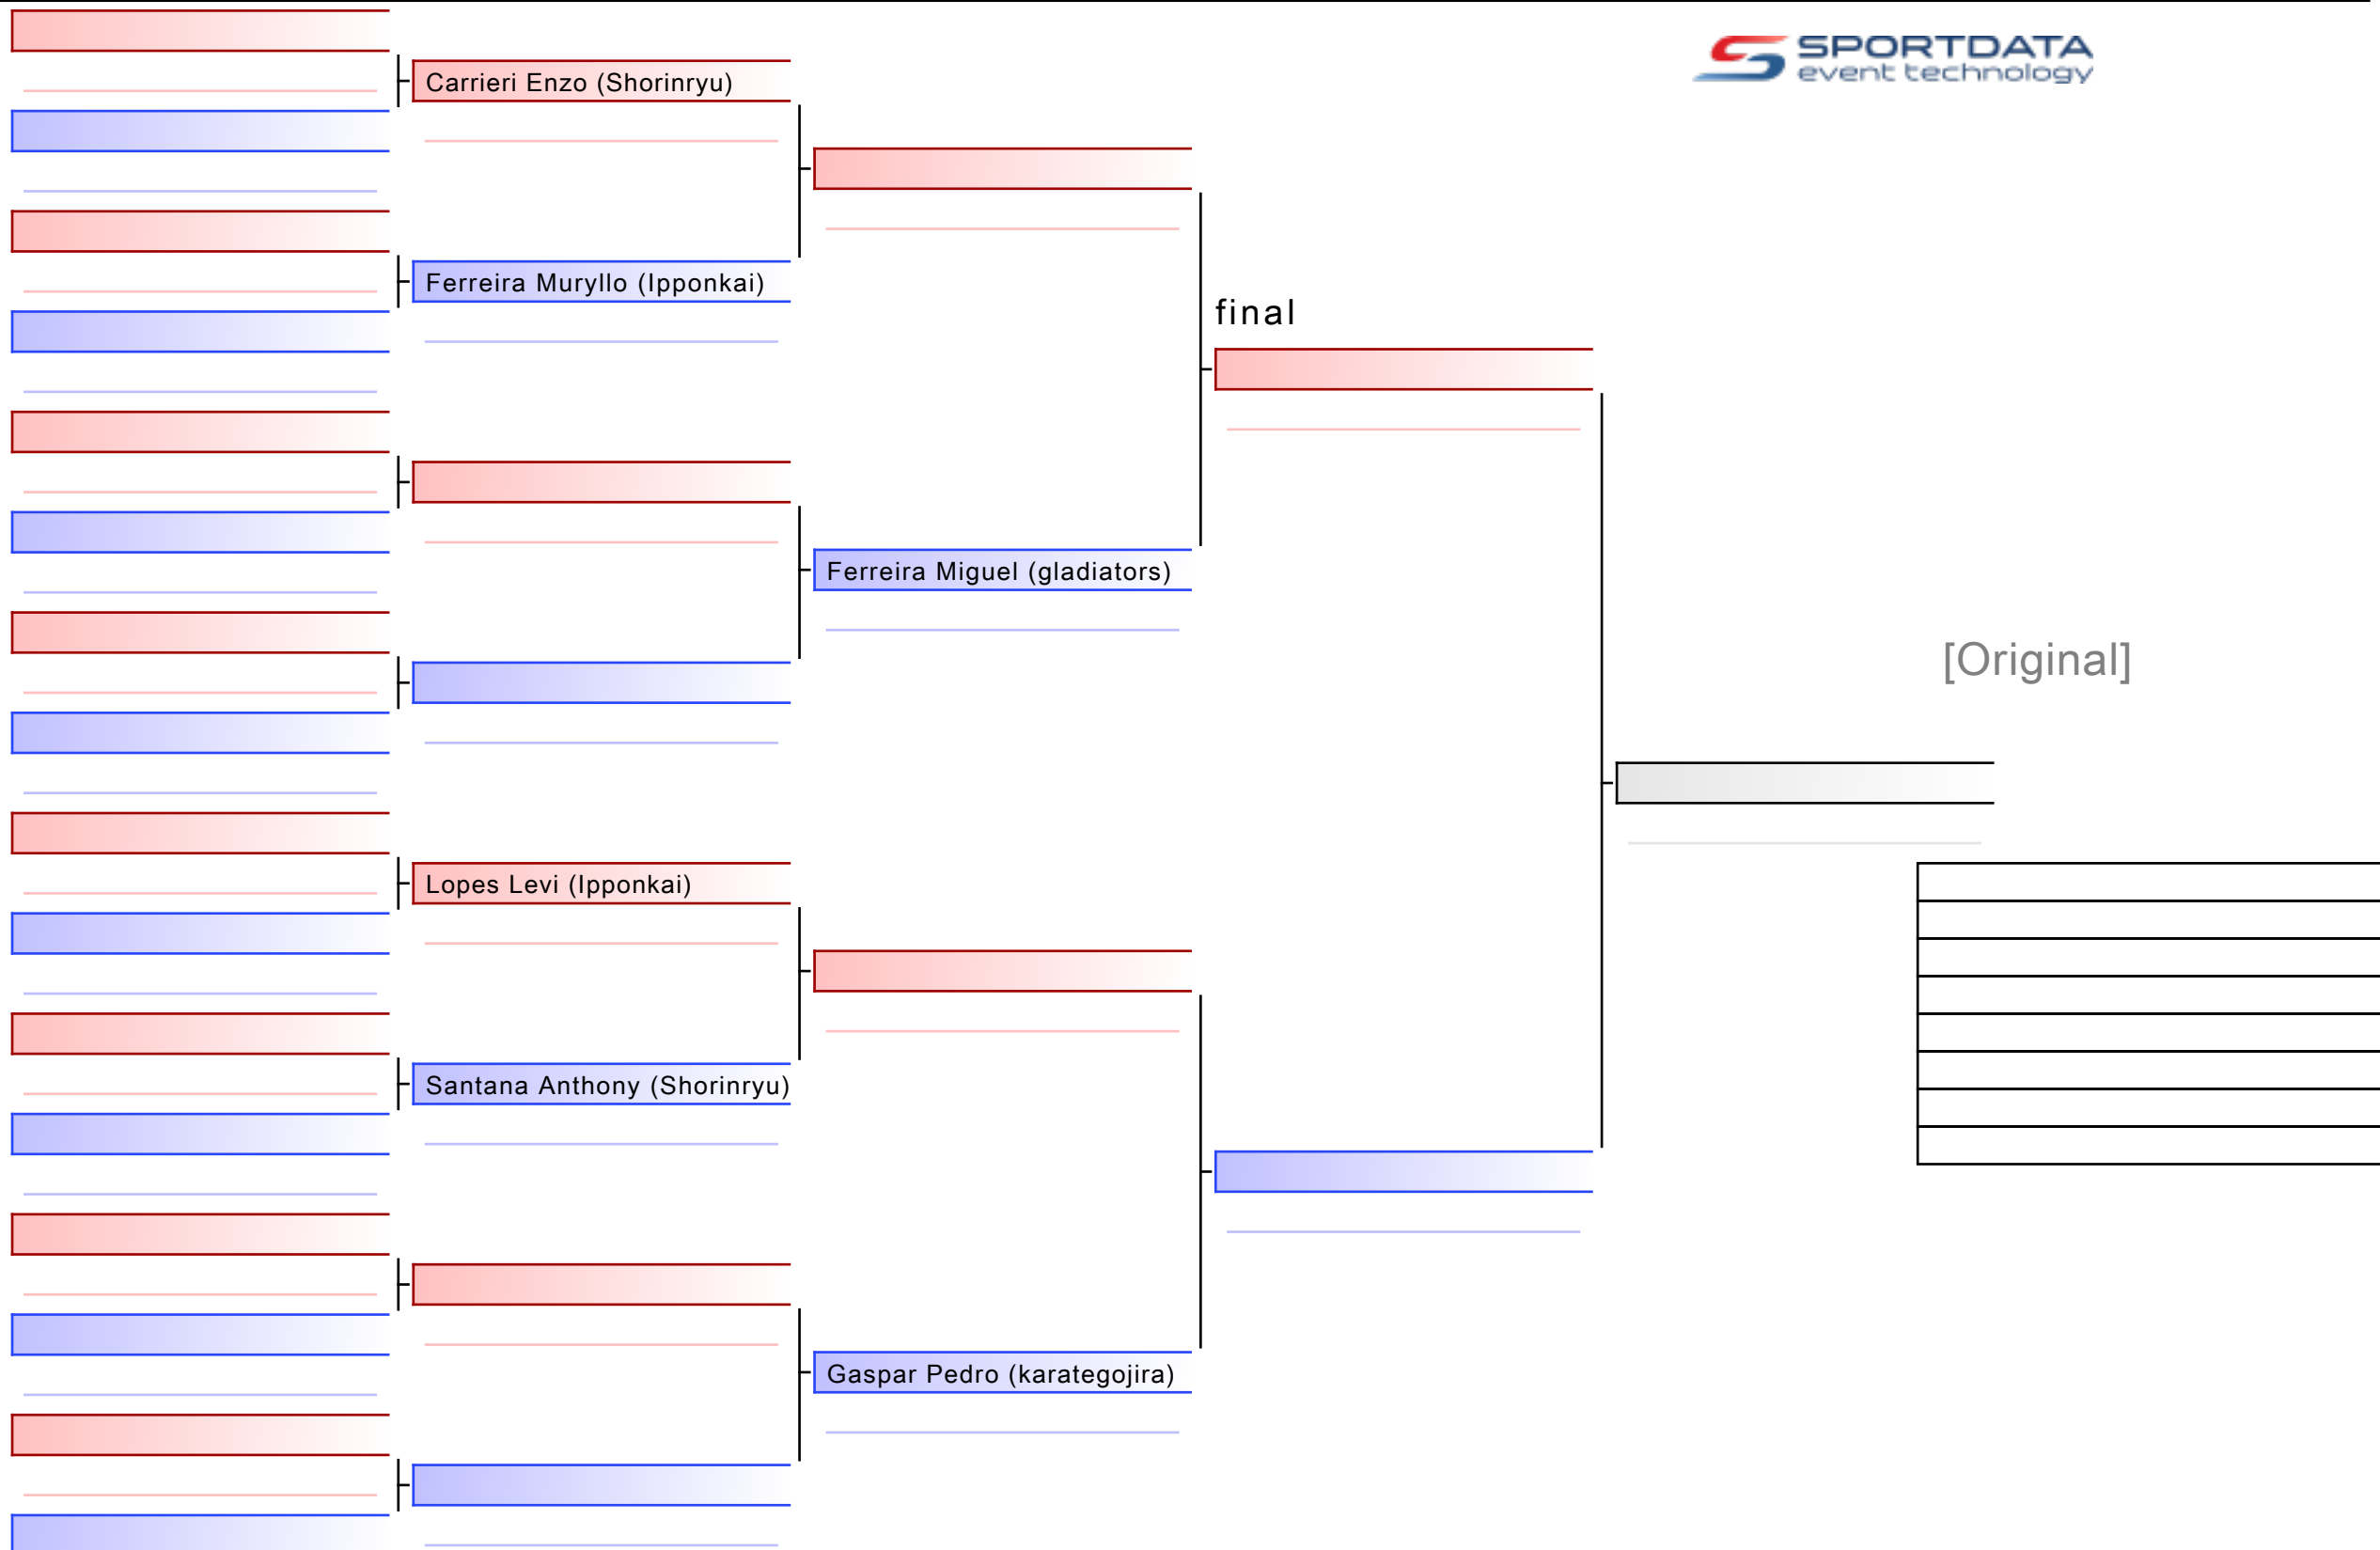 SPORTDATA
event technology
Carrieri Enzo (Shorinryu)
Ferreira Muryllo (Ipponkai)
final
Ferreira Miguel (gladiators)
[Original]
Lopes Levi (Ipponkai)
Santana Anthony (Shorinryu)
Gaspar Pedro (karategojira)